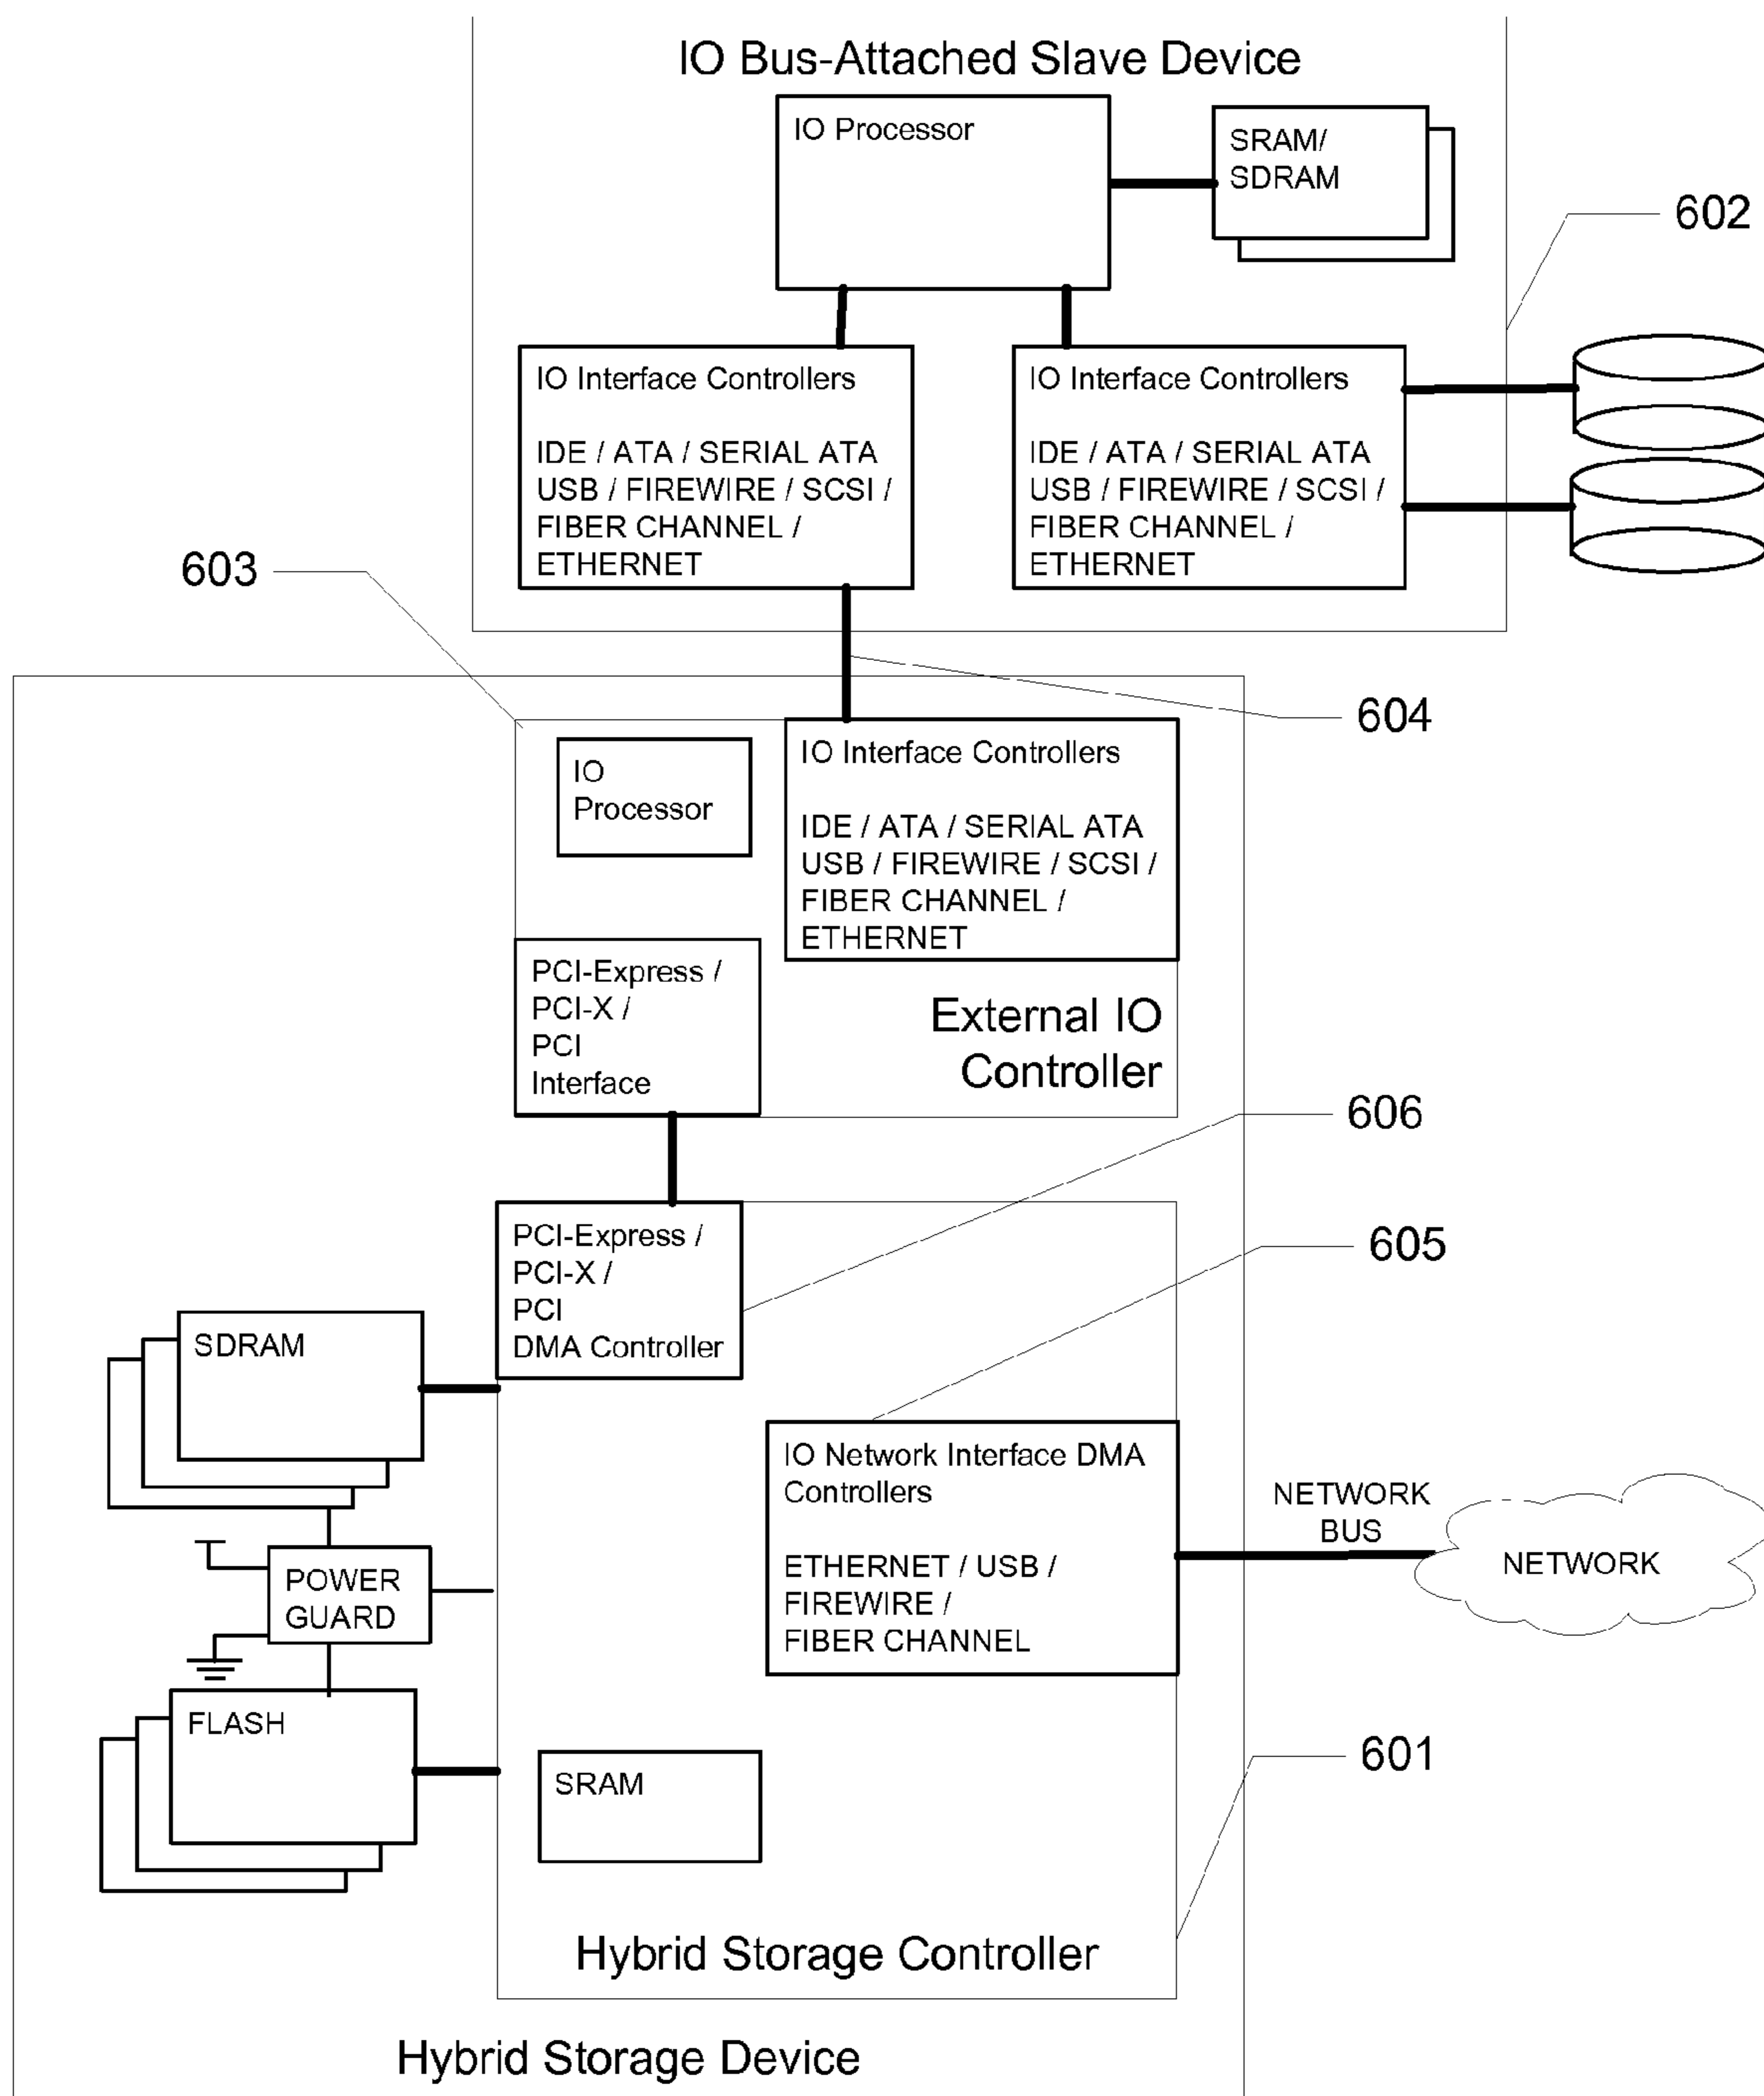 IO Bus-Attached Slave Device
IO Processor
SRAM/
SDRAM
602
IO Interface Controllers
IDE / ATA / SERIAL ATA
USB / FIREWIRE / SCSI /
FIBER CHANNEL /
ETHERNET
IO Interface Controllers
IDE / ATA / SERIAL ATA
USB / FIREWIRE / SCSI /
FIBER CHANNEL /
ETHERNET
603
604
IO
Processor
IO Interface Controllers
IDE / ATA / SERIAL ATA
USB / FIREWIRE / SCSI /
FIBER CHANNEL /
ETHERNET
PCI-Express /
PCI-X /
PCI
Interface
External IO
Controller
606
PCI-Express /
PCI-X /
PCI
DMA Controller
605
SDRAM
IO Network Interface DMA
Controllers
ETHERNET / USB /
FIREWIRE /
FIBER CHANNEL
NETWORK
BUS
NETWORK
POWER
GUARD
FLASH
SRAM
601
Hybrid Storage Controller
Hybrid Storage Device